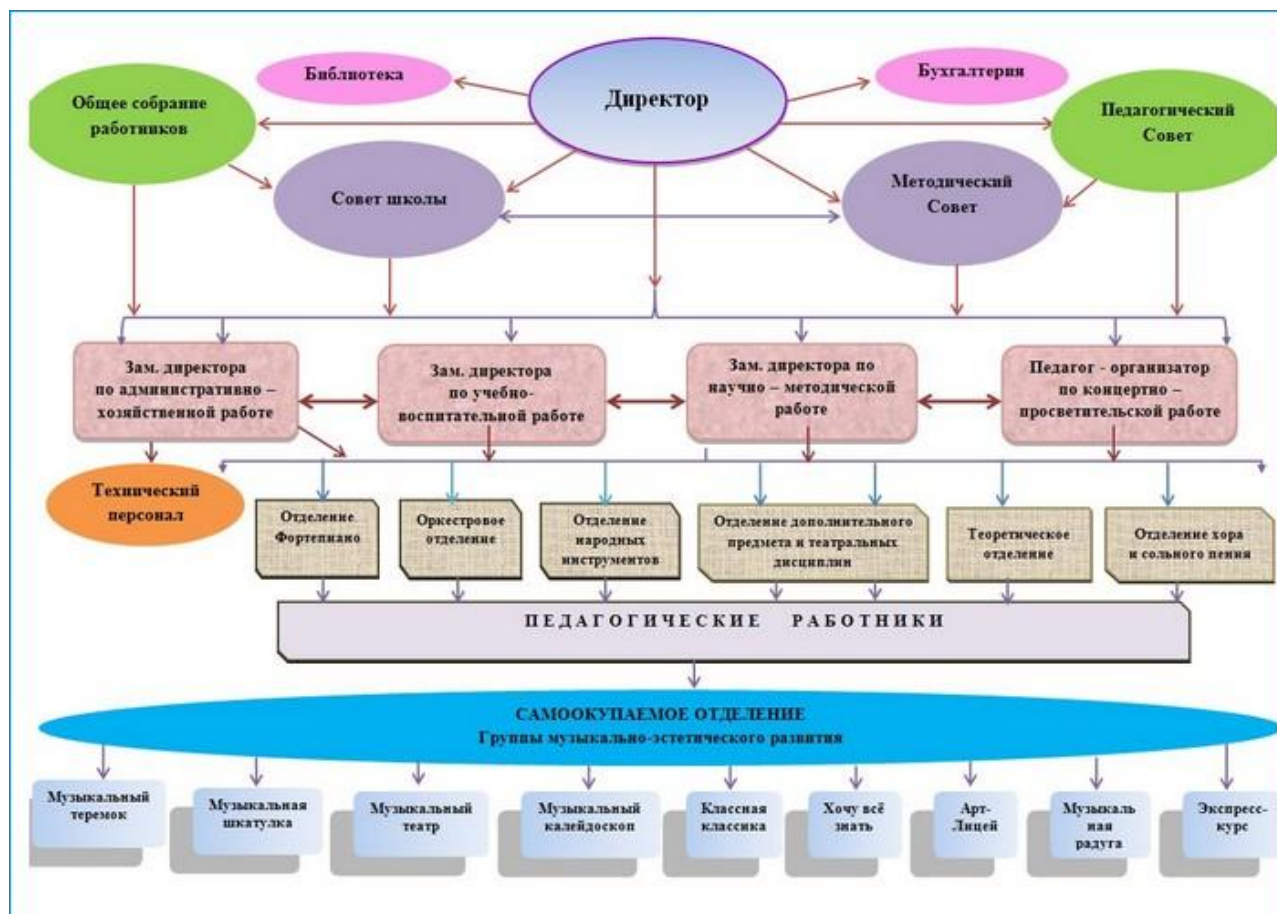 Библиотека
Директор
Бухгалтерия
Общее собрание
работников
Педагогический
Совет
Совет школы
Методический
Совет
Зам. директора
по административно –
хозяйственной работе
Зам. директора
по учебно-
воспитательной работе
Зам. директора по
научно – методической
работе
Педагог - организатор
по концертно –
просветительской работе
Технический
персонал
Отделение
Фортепиано
Оркестровое
отделение
Отделение
народных
инструментов
Отделение дополнительного
предмета и театральных
дисциплин
Теоретическое
отделение
Отделение хора
и сольного пения
ПЕДАГОГИЧЕСКИЕ РАБОТНИКИ
САМООКУПАЕМОЕ ОТДЕЛЕНИЕ
Группы музыкально-эстетического развития
Музыкальный
теремок
Музыкальная
шкатулка
Музыкальный
театр
Музыкальный
калейдоскоп
Классная
классика
Хочу всё
знать
Арт-
Лицей
Музыкаль
ная
радуга
Экспресс-
курс